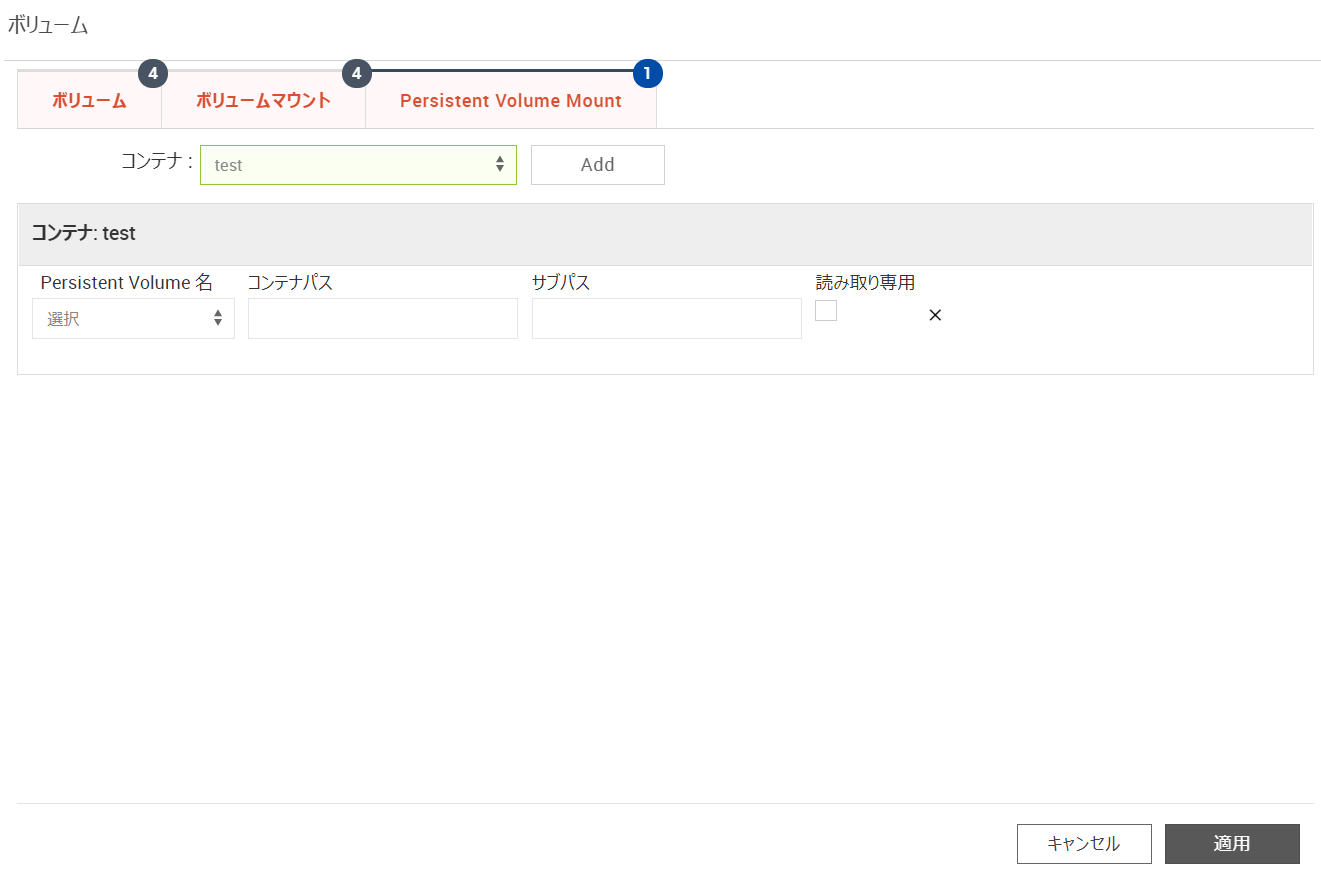 ボリューム
ボリューム 4 ボリュームマウント 4 Persistent Volume Mount 1
コンテナ : test Add
コンテナ: test
Persistent Volume 名 コンテナパス サブパス 読み取り専用
選択
キャンセル 適用